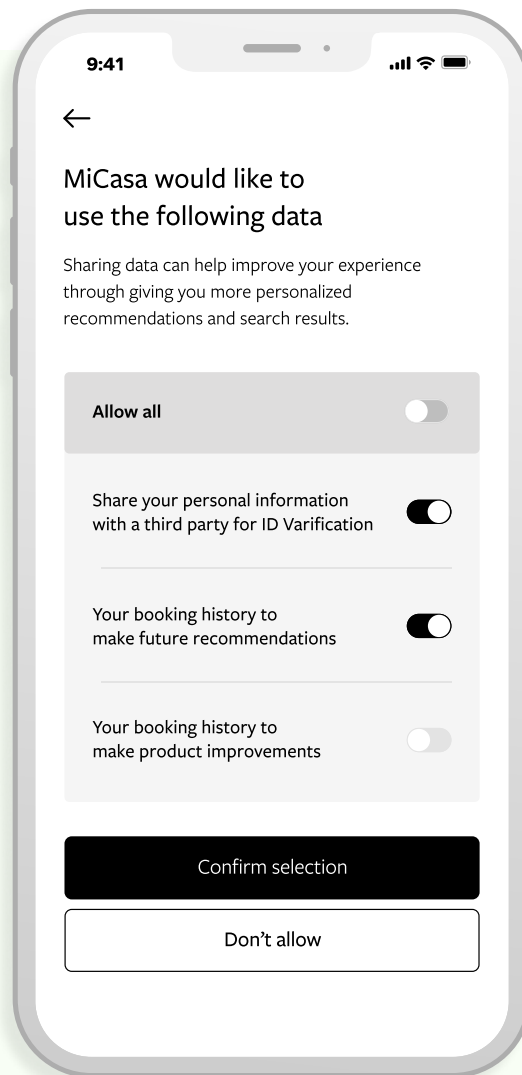 9:41
MiCasa would like to
use the following data
Sharing data can help improve your experience
through giving you more personalized
recommendations and search results.
Allow all
Share your personal information
with a third party for ID Varification
Your booking history to
make future recommendations
Your booking history to
make product improvements
Confirm selection
Don’t allow